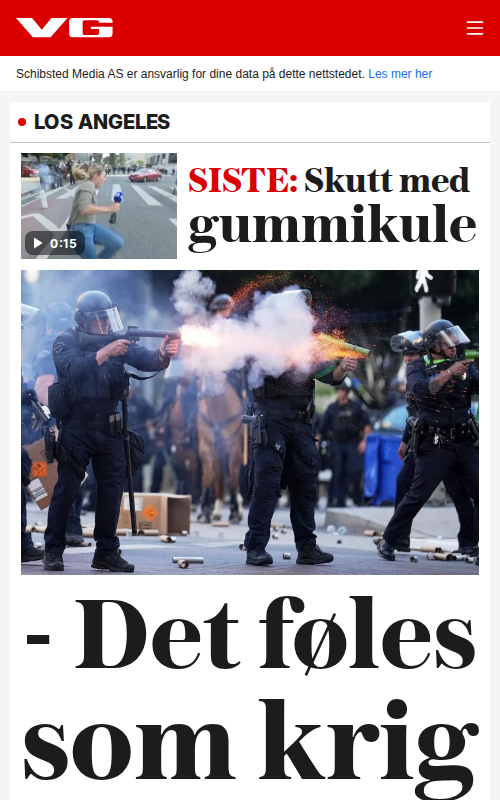 VG
Schibsted Media AS er ansvarlig for dine data på dette nettstedet. Les mer her
LOS ANGELES
SISTE: Skutt med
gummikule
0:15
- Det føles
som krig